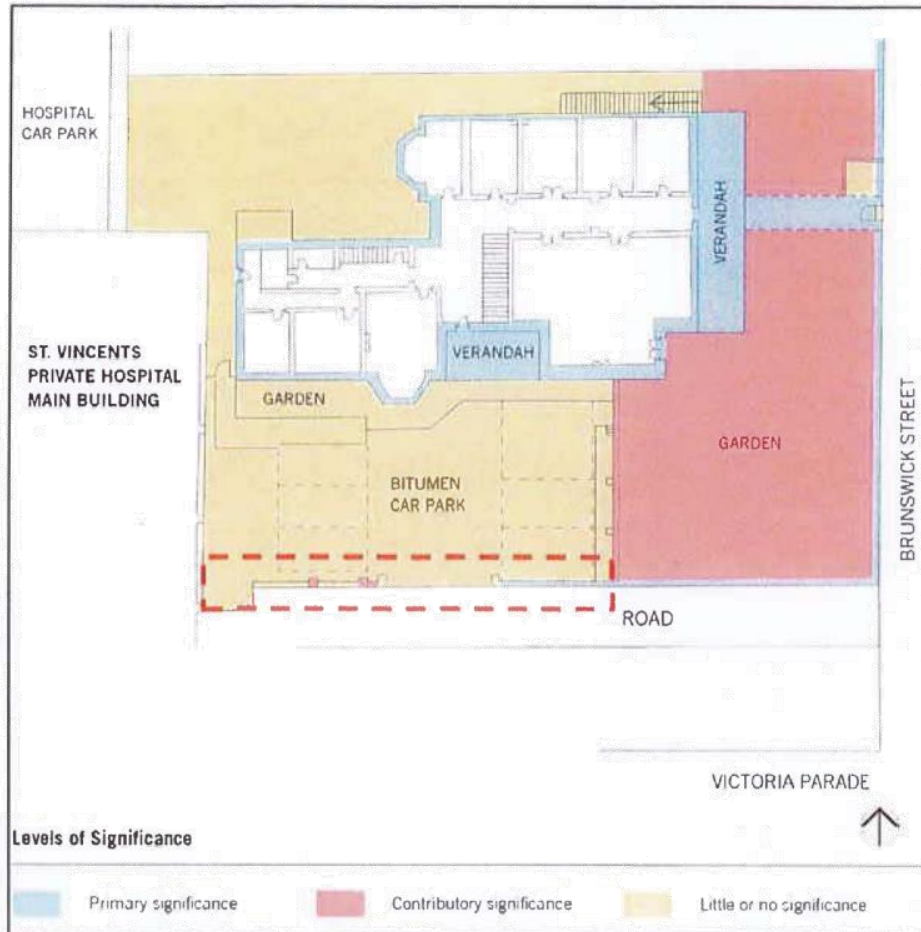 HOSPITAL
CAR PARK
VERANDAH
ST. VINCENTS
PRIVATE HOSPITAL
MAIN BUILDING
VERANDAH
GARDEN
GARDEN
BITUMEN
CAR PARK
BRUNSWICK STREET
ROAD
VICTORIA PARADE
Levels of Significance
Primary significance
Contributory significance
Little or no significance